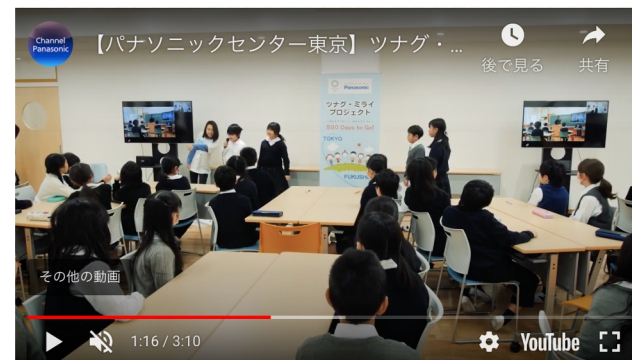 Channel
Panasonic
【パナソニックセンター東京】ツナグ・...
後で見る
共有
Panasonic
ツナグ・ミライ
プロジェクト
TOKYO
FUKUSHI
その他の動画
1:16 / 3:10
YouTube